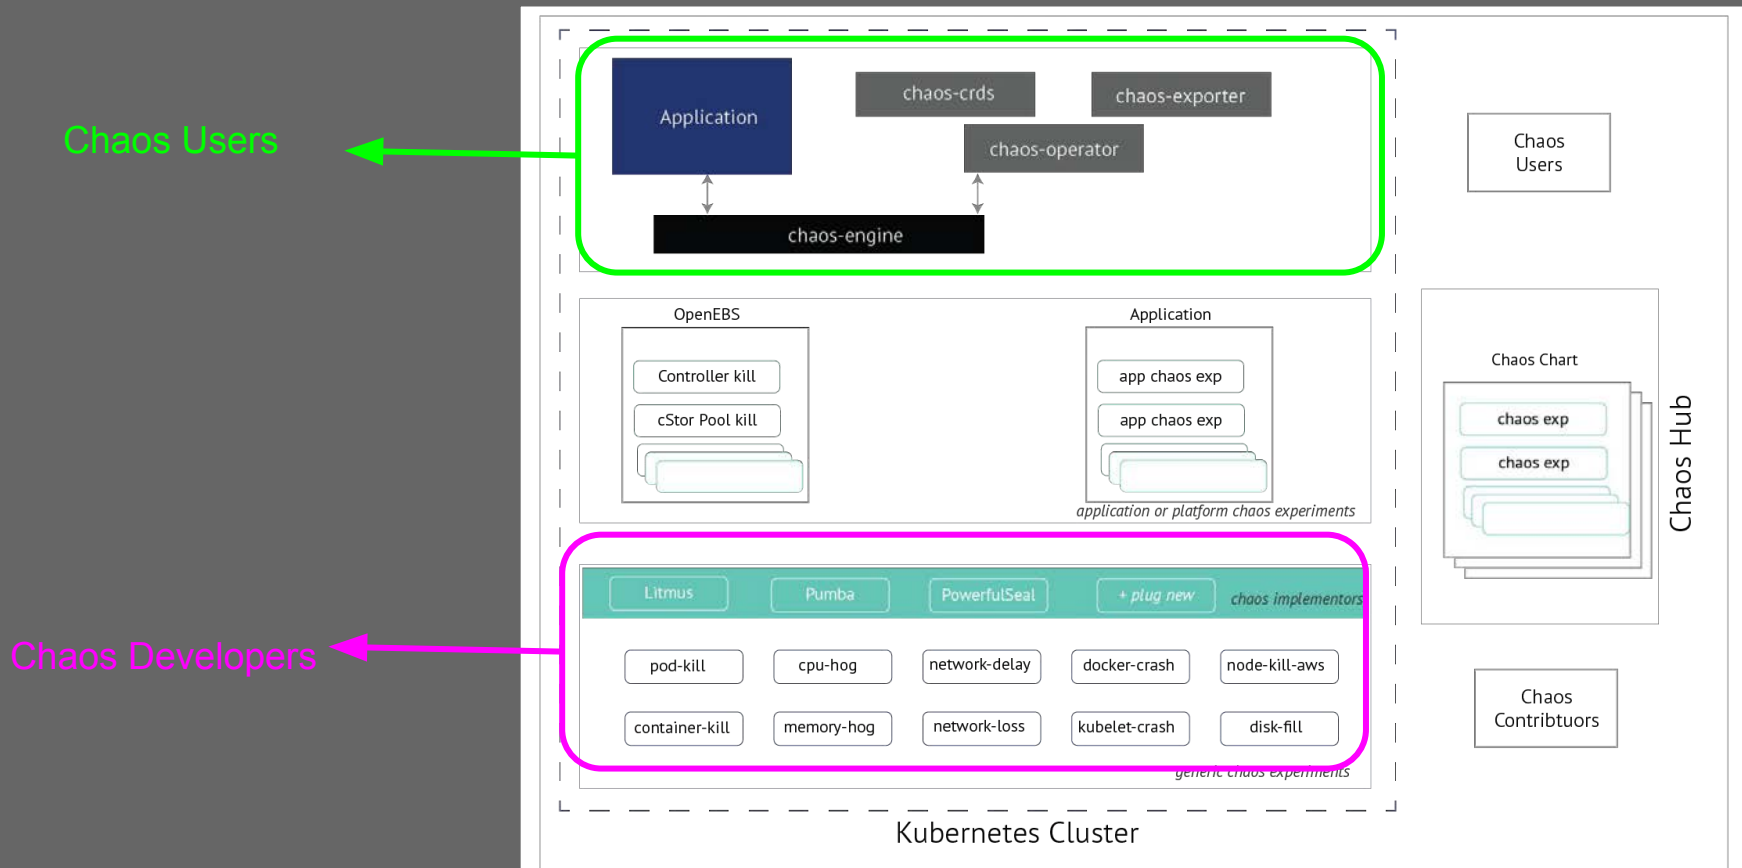 Chaos Users
Application
chaos-crds
chaos-exporter
chaos-operator
chaos-engine
Chaos
Users
OpenEBS
Controller kill
cStor Pool kill
Application
app chaos exp
app chaos exp
application or platform chaos experiments
Chaos Chart
chaos exp
chaos exp
Chaos Hub
Chaos Developers
Litmus
Pumba
PowerfulSeal
+ plug new
chaos implementors
pod-kill
cpu-hog
network-delay
docker-crash
node-kill-aws
container-kill
memory-hog
network-loss
kubelet-crash
disk-fill
generic chaos experiments
Chaos
Contribtuors
Kubernetes Cluster